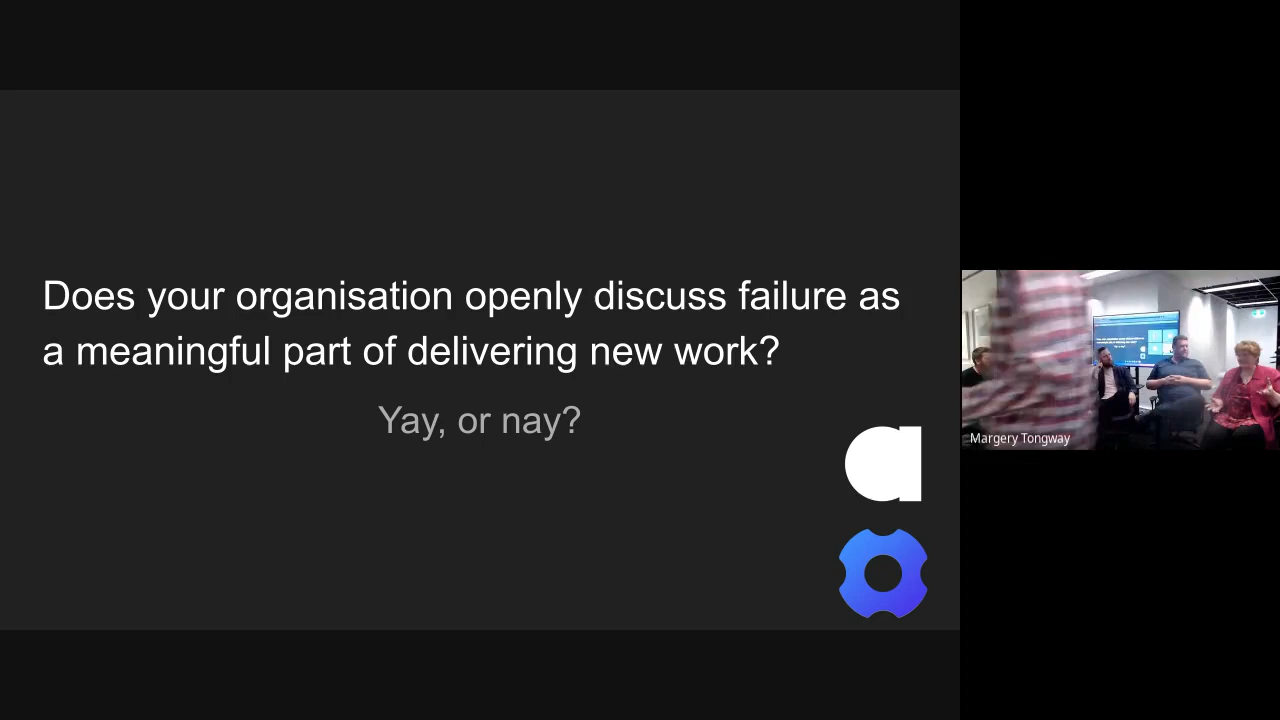 Does your organisation openly discuss failure as
a meaningful part of delivering new work?
Yay, or nay?
Margery Tongway